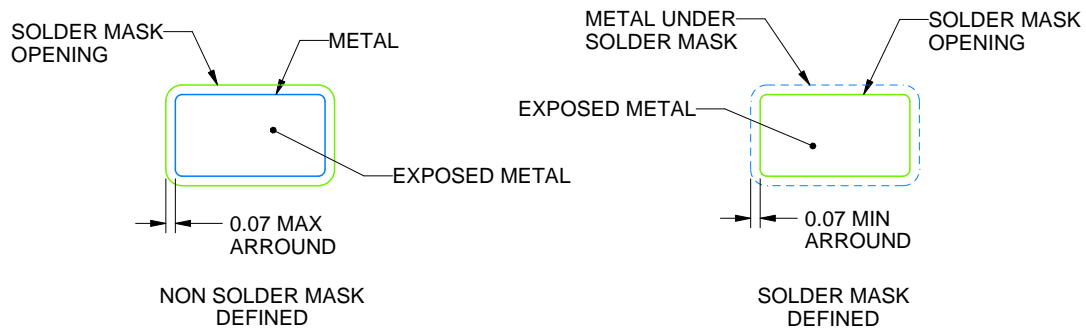 SOLDER MASK
OPENING
METAL
EXPOSED METAL
0.07 MAX
ARROUND
NON SOLDER MASK
DEFINED
METAL UNDER
SOLDER MASK
SOLDER MASK
OPENING
EXPOSED METAL
0.07 MIN
ARROUND
SOLDER MASK
DEFINED